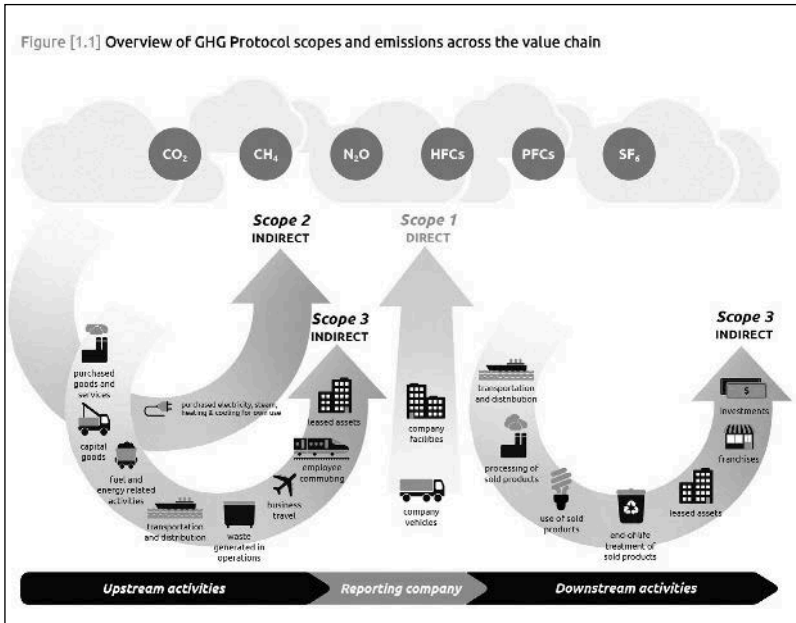 Figure [1.1] Overview of GHG Protocol scopes and emissions across the value chain
CO₂
CH₄
N₂O
HFCs
PFCs
SF₆
Scope 2
INDIRECT
Scope 1
DIRECT
Scope 3
INDIRECT
Scope 3
INDIRECT
purchased
goods and
services
capital
goods
fuel and
energy related
activities
purchased electricity, steam,
heating & cooling for own use
transportation
and distribution
waste
generated in
operations
business
travel
employee
commuting
leased assets
company
facilities
company
vehicles
transportation
and distribution
processing of
sold products
use of sold
products
end-of-life
treatment of
sold products
leased assets
franchises
investments
$
Upstream activities
Reporting company
Downstream activities